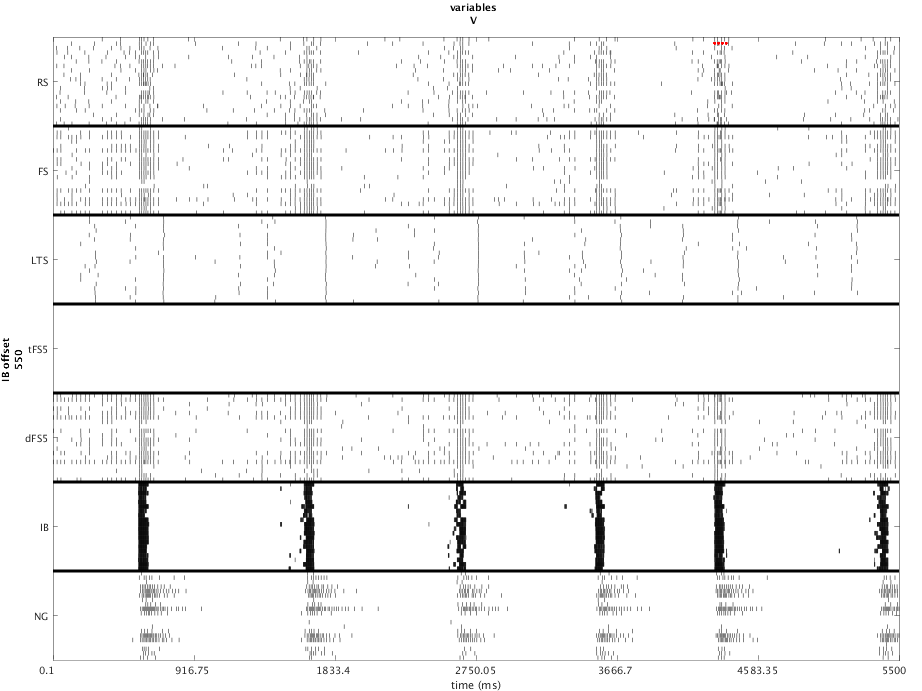 variables
V
RS
FS
LTS
tFS5
dFS5
IB
NG
IB offset
550
0.1 916.75 1833.4 2750.05 3666.7 4583.35 5500
time (ms)